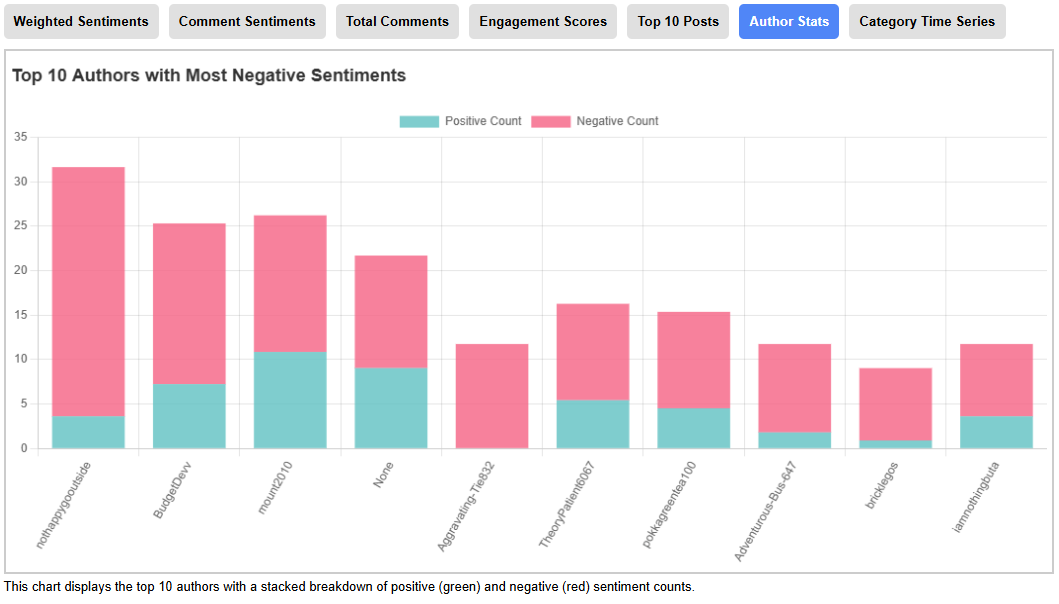 Weighted Sentiments Comment Sentiments Total Comments Engagement Scores Top 10 Posts Author Stats Category Time Series
Top 10 Authors with Most Negative Sentiments
Positive Count Negative Count
35
30
25
20
15
10
5
0
nothappygooutside BudgetDevv mount2010 None Aggravating-Tie832 TheoryPatient6067 pokkagreentea100 Adventurous-Bus-647 bricklegos iamnothingbuta
This chart displays the top 10 authors with a stacked breakdown of positive (green) and negative (red) sentiment counts.